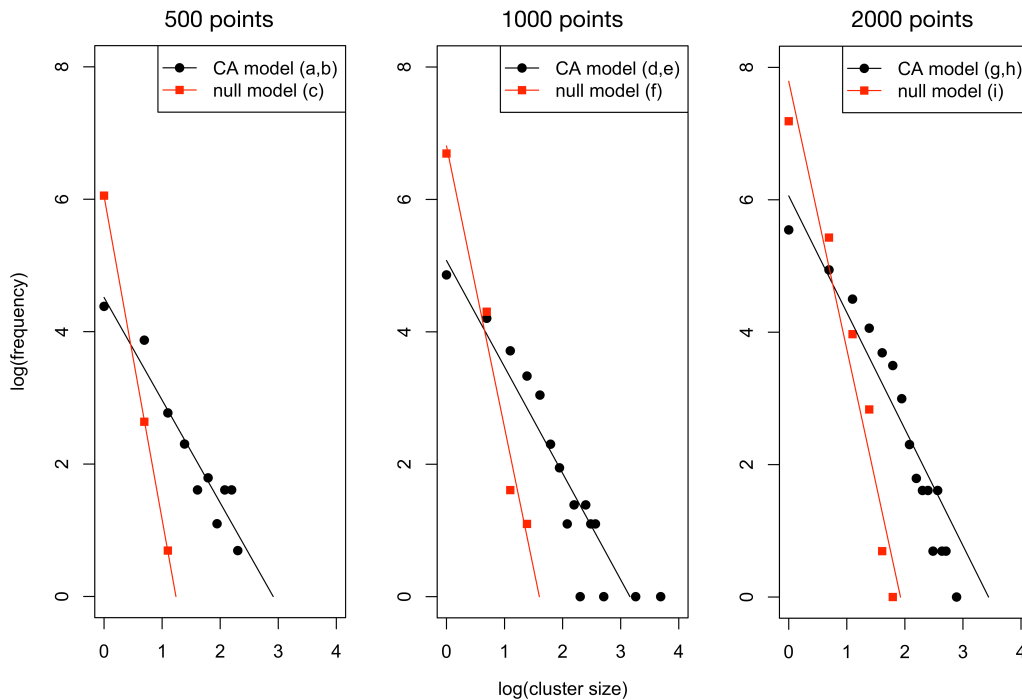 500 points
1000 points
2000 points
CA model (a,b)
null model (c)
CA model (d,e)
null model (f)
CA model (g,h)
null model (i)
log(frequency)
8
6
4
2
0
0 1 2 3 4
8
6
4
2
0
0 1 2 3 4
8
6
4
2
0
0 1 2 3 4
log(cluster size)